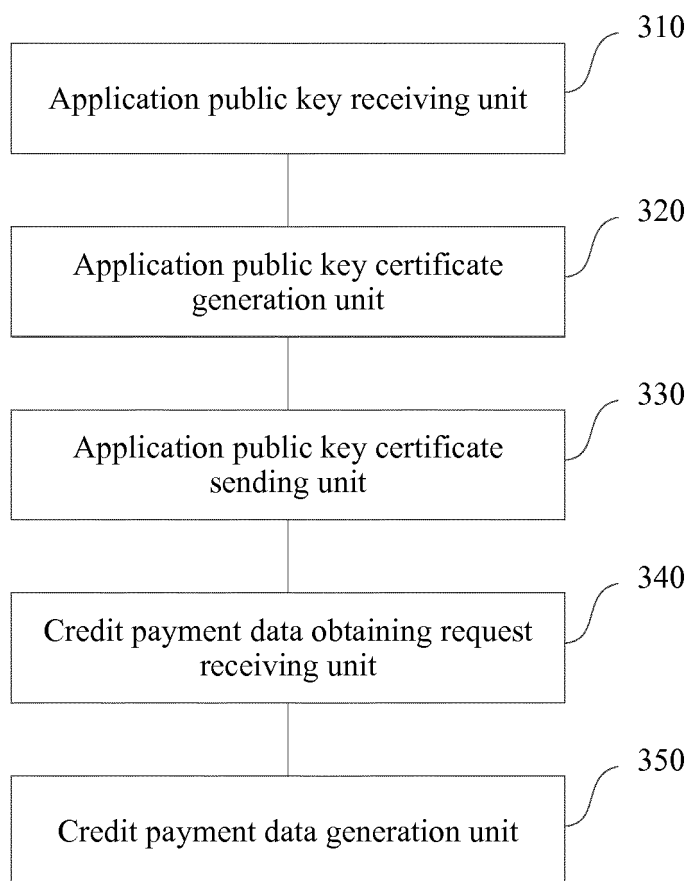 310
Application public key receiving unit
320
Application public key certificate
generation unit
330
Application public key certificate
sending unit
340
Credit payment data obtaining request
receiving unit
350
Credit payment data generation unit